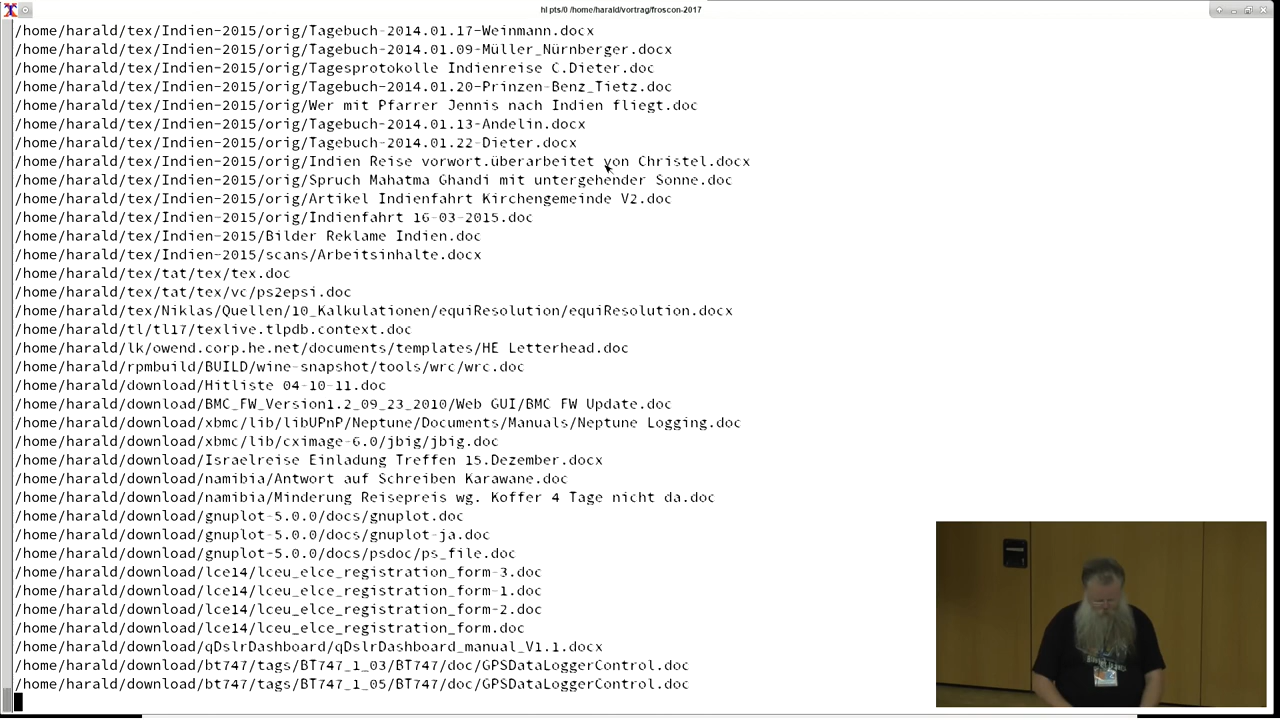 hl pts/0 /home/harald/vortrag/froscon-2017
/home/harald/tex/Indien-2015/orig/Tagebuch-2014.01.17-Weinmann.docx
/home/harald/tex/Indien-2015/orig/Tagebuch-2014.01.09-Müller_Nürnberger.docx
/home/harald/tex/Indien-2015/orig/Tagesprotokolle Indienreise C.Dieter.doc
/home/harald/tex/Indien-2015/orig/Tagebuch-2014.01.20-Prinzen-Benz_Tietz.doc
/home/harald/tex/Indien-2015/orig/Wer mit Pfarrer Jennis nach Indien fliegt.doc
/home/harald/tex/Indien-2015/orig/Tagebuch-2014.01.13-Andelin.docx
/home/harald/tex/Indien-2015/orig/Tagebuch-2014.01.22-Dieter.docx
/home/harald/tex/Indien-2015/orig/Indien Reise vorwort.überarbeitet von Christel.docx
/home/harald/tex/Indien-2015/orig/Spruch Mahatma Ghandi mit untergehender Sonne.doc
/home/harald/tex/Indien-2015/orig/Artikel Indienfahrt Kirchengemeinde V2.doc
/home/harald/tex/Indien-2015/orig/Indienfahrt 16-03-2015.doc
/home/harald/tex/Indien-2015/Bilder Reklame Indien.doc
/home/harald/tex/Indien-2015/scans/Arbeitsinhalte.docx
/home/harald/tex/tat/tex/tex.doc
/home/harald/tex/tat/tex/vc/ps2epsi.doc
/home/harald/tex/Niklas/Quellen/10_Kalkulationen/equiResolution/equiResolution.docx
/home/harald/tl/tl17/texlive.tlpdb.context.doc
/home/harald/lk/owend.corp.he.net/documents/templates/HE Letterhead.doc
/home/harald/rpmbuild/BUILD/wine-snapshot/tools/wrc/wrc.doc
/home/harald/download/Hitliste 04-10-11.doc
/home/harald/download/BMC_FW_Version1.2_09_23_2010/Web GUI/BMC FW Update.doc
/home/harald/download/xbmc/lib/libUPnP/Neptune/Documents/Manuals/Neptune Logging.doc
/home/harald/download/xbmc/lib/cximage-6.0/jbig/jbig.doc
/home/harald/download/Israelreise Einladung Treffen 15.Dezember.docx
/home/harald/download/namibia/Antwort auf Schreiben Karawane.doc
/home/harald/download/namibia/Minderung Reisepreis wg. Koffer 4 Tage nicht da.doc
/home/harald/download/gnuplot-5.0.0/docs/gnuplot.doc
/home/harald/download/gnuplot-5.0.0/docs/gnuplot-ja.doc
/home/harald/download/gnuplot-5.0.0/docs/psdoc/ps_file.doc
/home/harald/download/lce14/lceu_elce_registration_form-3.doc
/home/harald/download/lce14/lceu_elce_registration_form-1.doc
/home/harald/download/lce14/lceu_elce_registration_form-2.doc
/home/harald/download/lce14/lceu_elce_registration_form.doc
/home/harald/download/qDslrDashboard/qDslrDashboard_manual_V1.1.docx
/home/harald/download/bt747/tags/BT747_1_03/BT747/doc/GPSDataLoggerControl.doc
/home/harald/download/bt747/tags/BT747_1_05/BT747/doc/GPSDataLoggerControl.doc